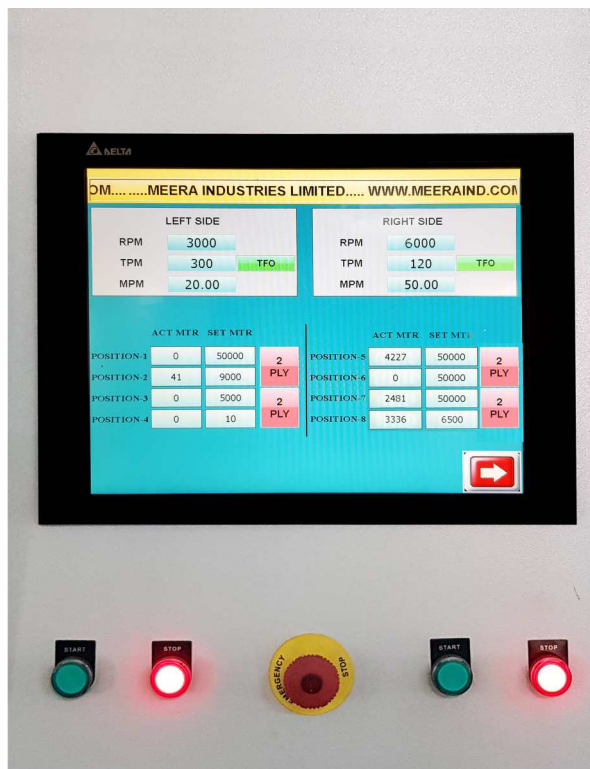 DELTA
OM.... .....MEERA INDUSTRIES LIMITED..... WWW.MEERAIND.COM
LEFT SIDE
RPM 3000
TPM 300 TFO
MPM 20.00
RIGHT SIDE
RPM 6000
TPM 120 TFO
MPM 50.00
ACT MTR SET MTR
POSITION-1 0 50000
2 PLY
POSITION-2 41 9000
POSITION-3 0 5000
2 PLY
POSITION-4 0 10
ACT MTR SET MTR
POSITION-5 4227 50000
2 PLY
POSITION-6 0 50000
POSITION-7 2481 50000
2 PLY
POSITION-8 3336 6500
START
STOP
EMERGENCY STOP
START
STOP